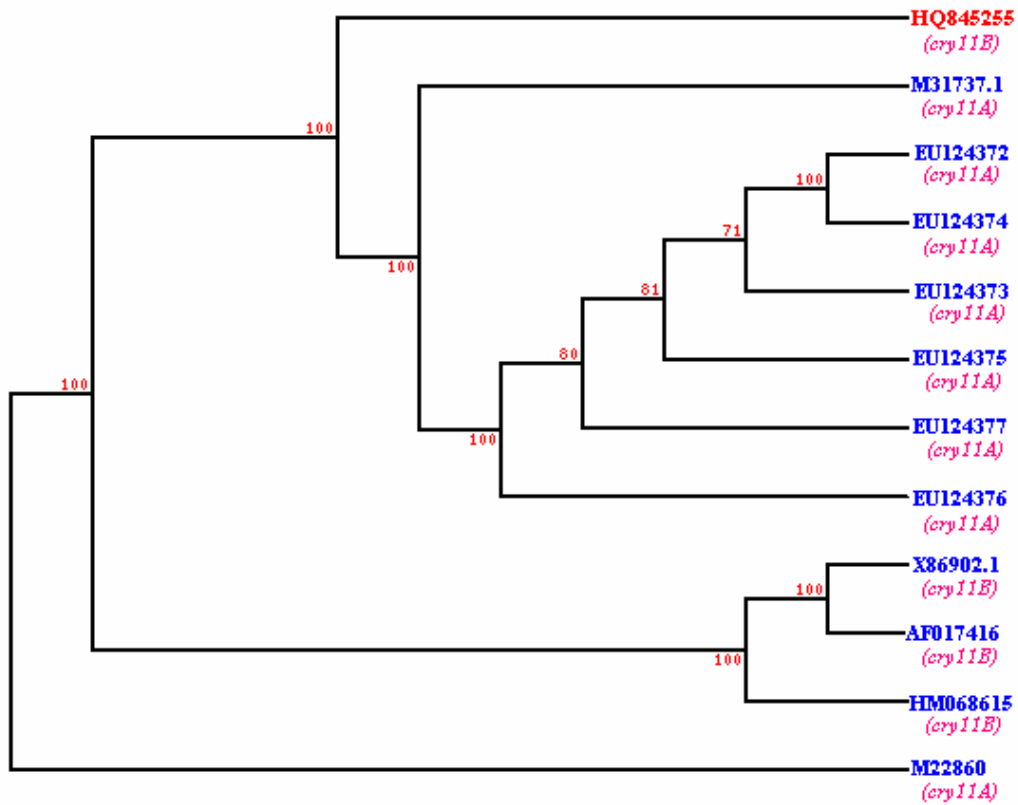 HQ845255
(cry11B)
M31737.1
(cry11A)
100
EU124372
(cry11A)
100
EU124374
(cry11A)
71
100
EU124373
(cry11A)
81
EU124375
(cry11A)
80
100
EU124377
(cry11A)
100
EU124376
(cry11A)
X86902.1
(cry11B)
100
AF017416
(cry11B)
100
HM068615
(cry11B)
M22860
(cry11A)